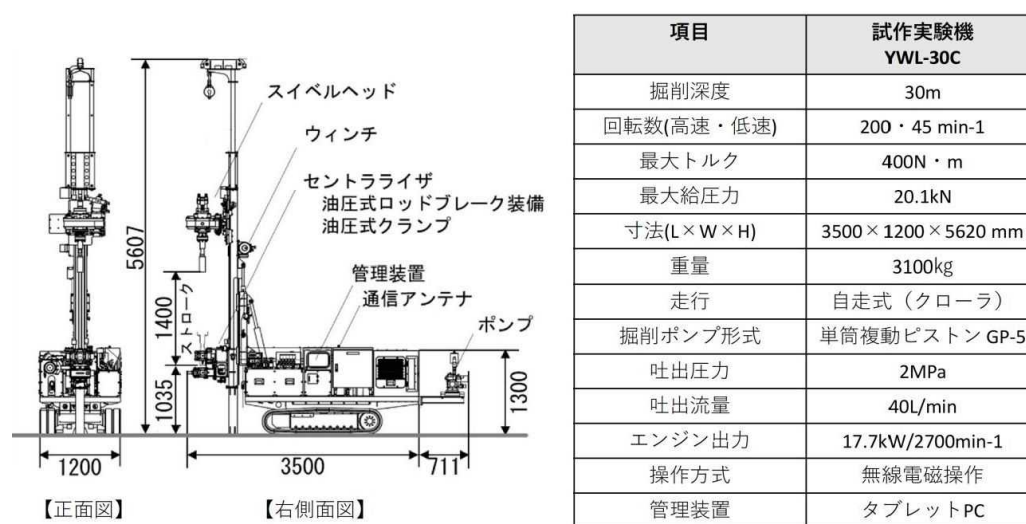 スイベルヘッド
ウィンチ
セントラライザ
油圧式ロッドブレーク装備
油圧式クランプ
管理装置
通信アンテナ
ポンプ
5607
1400
ストローク
1035
1300
1200
3500
711
【正面図】
【右側面図】
項目 試作実験機
YWL-30C
掘削深度 30m
回転数(高速・低速) 200・45 min-1
最大トルク 400N・m
最大給圧力 20.1kN
寸法(L×W×H) 3500×1200×5620 mm
重量 3100㎏
走行 自走式（クローラ）
掘削ポンプ形式 単筒複動ピストン GP-5
吐出圧力 2MPa
吐出流量 40L/min
エンジン出力 17.7kW/2700min-1
操作方式 無線電磁操作
管理装置 タブレットPC